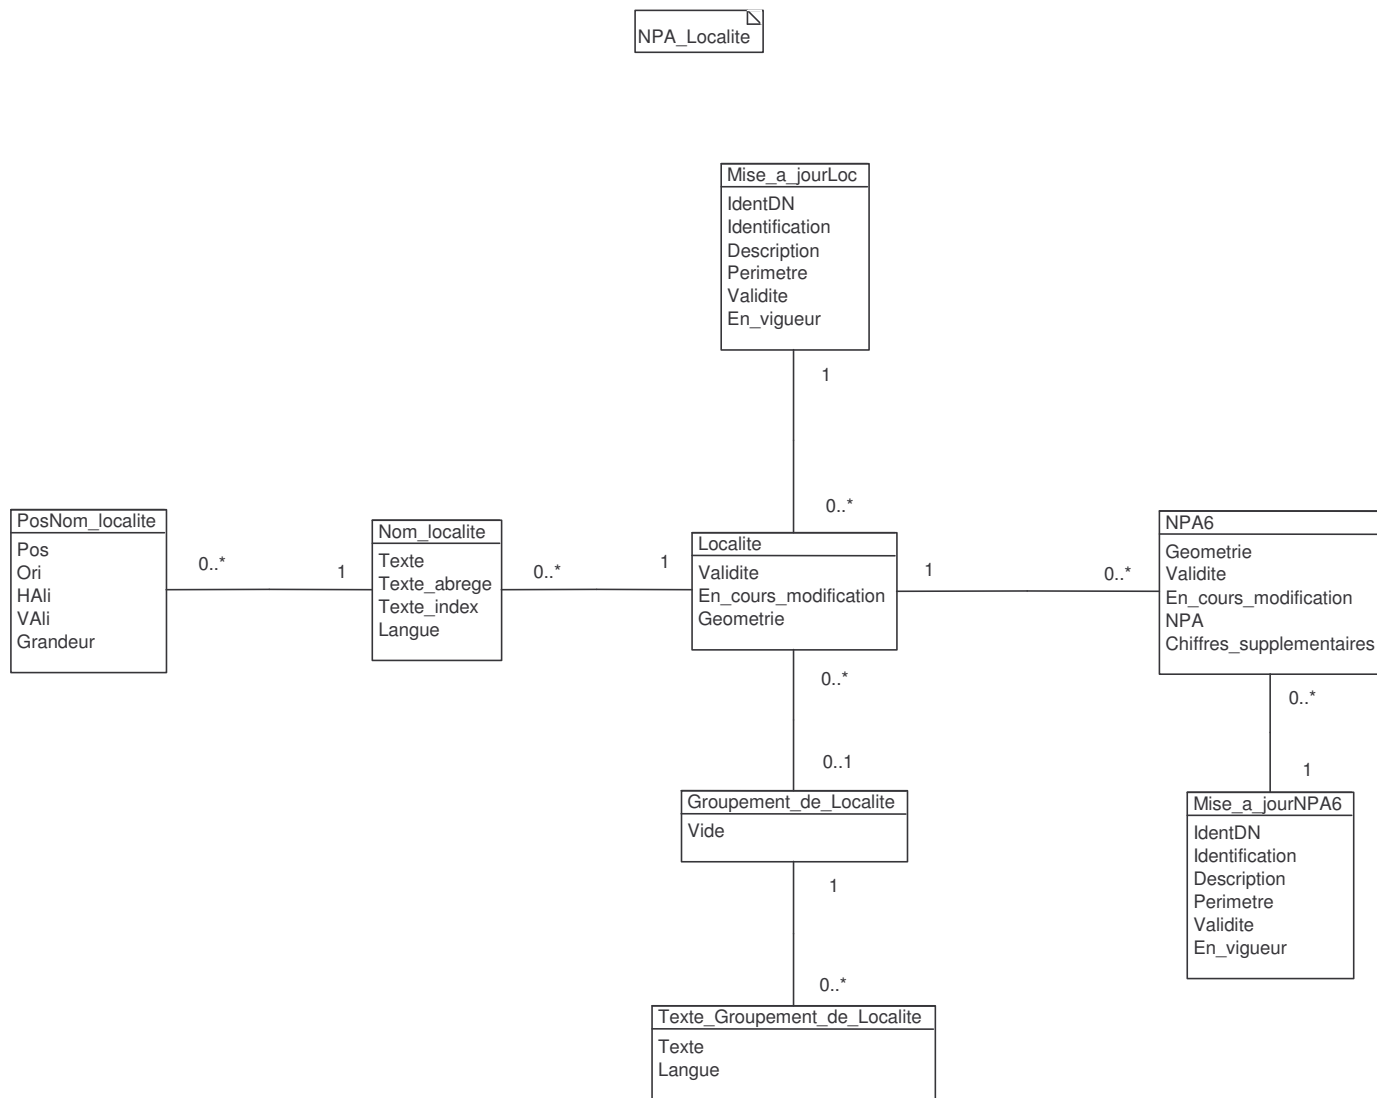 NPA_Localite
Mise_a_jourLoc
IdentDN
Identification
Description
Perimetre
Validite
En_vigueur
1
0..*
PosNom_localite
Pos
Ori
HAli
VAli
Grandeur
0..*
1
Nom_localite
Texte
Texte_abrege
Texte_index
Langue
0..*
1
Localite
Validite
En_cours_modification
Geometrie
1
0..*
NPA6
Geometrie
Validite
En_cours_modification
NPA
Chiffres_supplementaires
0..*
0..1
0..*
1
Groupement_de_Localite
Vide
Mise_a_jourNPA6
IdentDN
Identification
Description
Perimetre
Validite
En_vigueur
1
0..*
Texte_Groupement_de_Localite
Texte
Langue